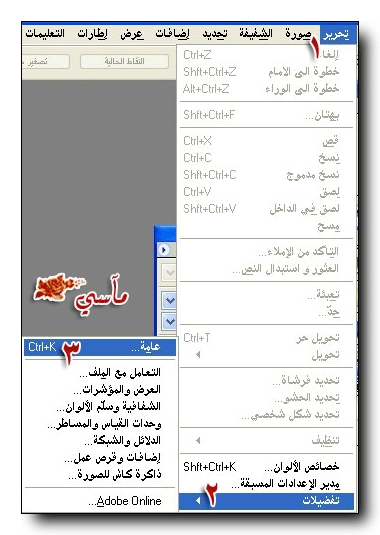 تحرير صورة الشفيفة تحديد إضافات عرض إطارات التعليمات
١
النقاط الحالية
إلغا Ctrl+Z
خطوة الى الامام Shft+Ctrl+Z
خطوة الى الوراء Alt+Ctrl+Z
بهتان... Shft+Ctrl+F
قص Ctrl+X
نسخ Ctrl+C
نسخ مدموج Shft+Ctrl+C
لصق Ctrl+V
لصق في الداخل Shft+Ctrl+V
مسح
التأكد من الإملاء...
العثور و استبدال النص...
تعبئة...
حدّ...
تحويل حر Ctrl+T
تحويل
تحديد فرشاة...
تحديد الحشو...
تحديد شكل شخصي...
تنظيف
خصائص الألوان... Shft+Ctrl+K
مدير الإعدادات المسبقة...
تفضيلات
٢
مآسي
عامة... Ctrl+K
٣
التعامل مع الملف...
العرض والمؤشرات...
الشفافية وسلّم الألوان...
وحدات القياس والمساطر...
الدلائل والشبكة...
إضافات وقرص عمل...
ذاكرة كاش للصورة...
Adobe Online...